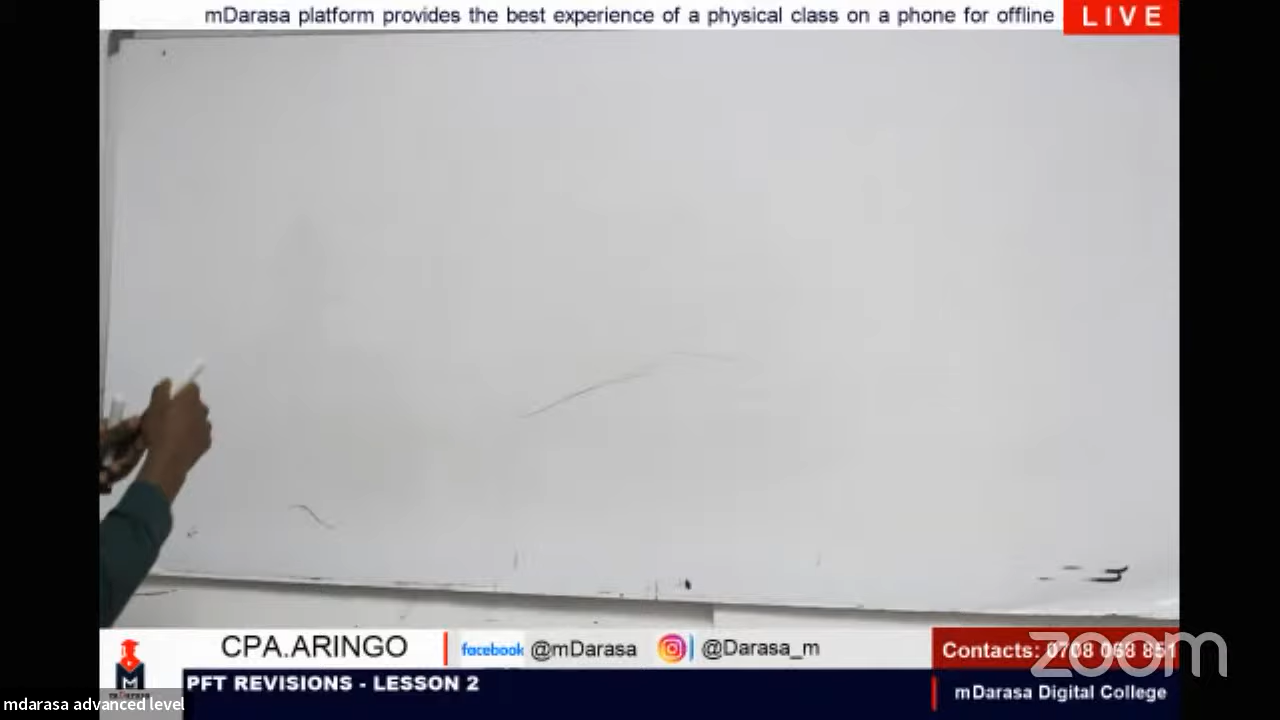 mDarasa platform provides the best experience of a physical class on a phone for offline
LIVE
CPA.ARINGO
facebook @mDarasa
@Darasa_m
Contacts: 0708 068 851
zoom
M
PFT REVISIONS - LESSON 2
mDarasa Digital College
mdarasa advanced level